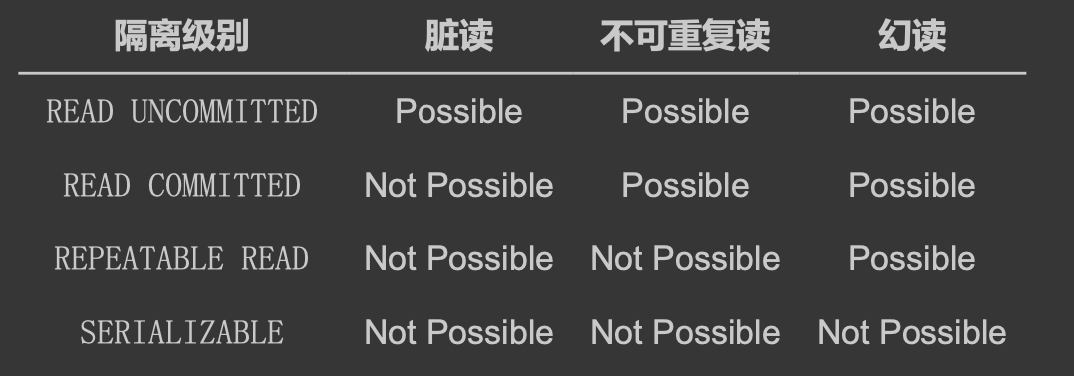 隔离级别 脏读 不可重复读 幻读
READ UNCOMMITTED Possible Possible Possible
READ COMMITTED Not Possible Possible Possible
REPEATABLE READ Not Possible Not Possible Possible
SERIALIZABLE Not Possible Not Possible Not Possible